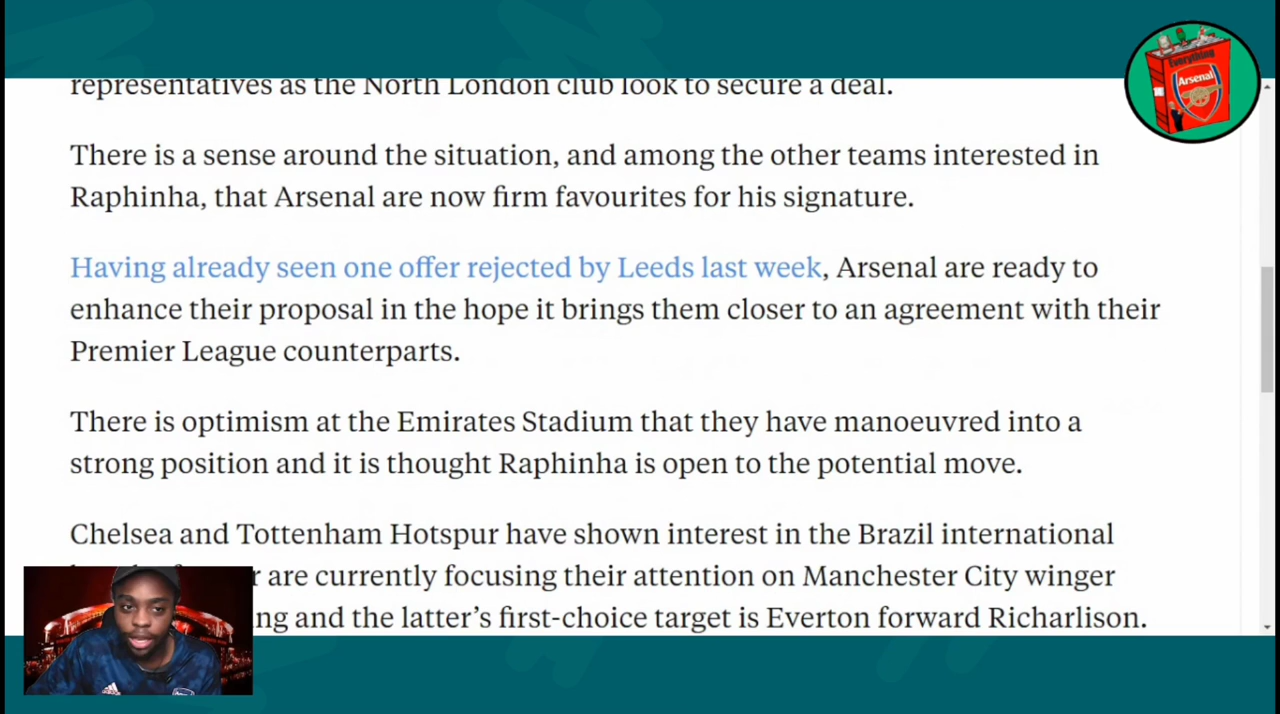 Everything
Arsenal
representatives as the North London club look to secure a deal.
There is a sense around the situation, and among the other teams interested in
Raphinha, that Arsenal are now firm favourites for his signature.
Having already seen one offer rejected by Leeds last week, Arsenal are ready to
enhance their proposal in the hope it brings them closer to an agreement with their
Premier League counterparts.
There is optimism at the Emirates Stadium that they have manoeuvred into a
strong position and it is thought Raphinha is open to the potential move.
Chelsea and Tottenham Hotspur have shown interest in the Brazil international
are currently focusing their attention on Manchester City winger
and the latter's first-choice target is Everton forward Richarlison.